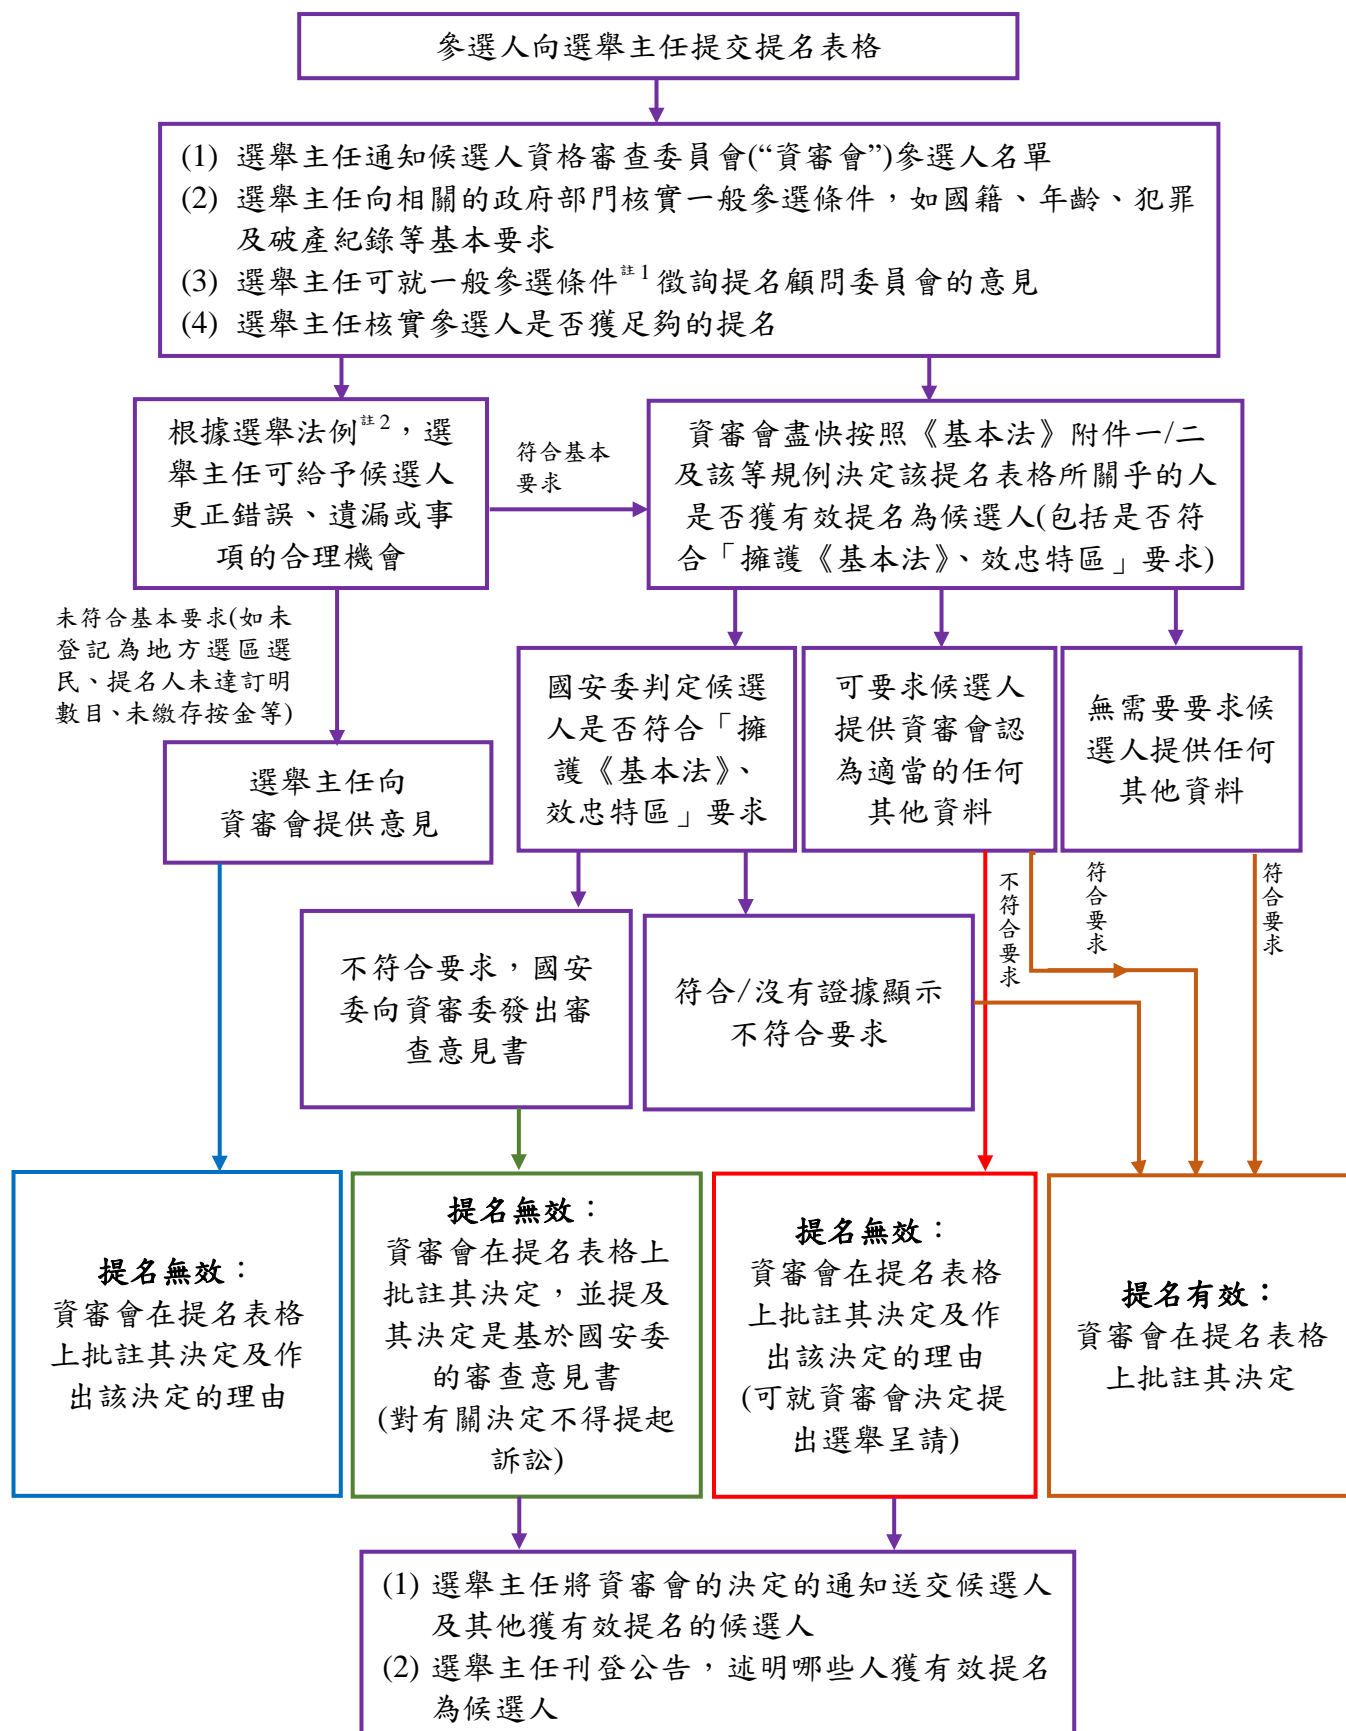 參選人向選舉主任提交提名表格
(1) 選舉主任通知候選人資格審查委員會(“資審會”)參選人名單
(2) 選舉主任向相關的政府部門核實一般參選條件，如國籍、年齡、犯罪
及破產紀錄等基本要求
(3) 選舉主任可就一般參選條件註1徵詢提名顧問委員會的意見
(4) 選舉主任核實參選人是否獲足夠的提名
根據選舉法例註2，選
舉主任可給予候選人
更正錯誤、遺漏或事
項的合理機會
符合基本
要求
資審會盡快按照《基本法》附件一/二
及該等規例決定該提名表格所關乎的人
是否獲有效提名為候選人(包括是否符
合「擁護《基本法》、效忠特區」要求)
未符合基本要求(如未
登記為地方選區選
民、提名人未達訂明
數目、未繳存按金等)
選舉主任向
資審會提供意見
國安委判定候選
人是否符合「擁
護《基本法》、
效忠特區」要求
可要求候選人
提供資審會認
為適當的任何
其他資料
無需要要求候
選人提供任何
其他資料
不符合要求
符合要求
符合要求
不符合要求，國安
委向資審委發出審
查意見書
符合/沒有證據顯示
不符合要求
提名無效：
資審會在提名表格
上批註其決定及作
出該決定的理由
提名無效：
資審會在提名表格上
批註其決定，並提及
其決定是基於國安委
的審查意見書
(對有關決定不得提起
訴訟)
提名無效：
資審會在提名表格
上批註其決定及作
出該決定的理由
(可就資審會決定提
出選舉呈請)
提名有效：
資審會在提名表格
上批註其決定
(1) 選舉主任將資審會的決定的通知送交候選人
及其他獲有效提名的候選人
(2) 選舉主任刊登公告，述明哪些人獲有效提名
為候選人